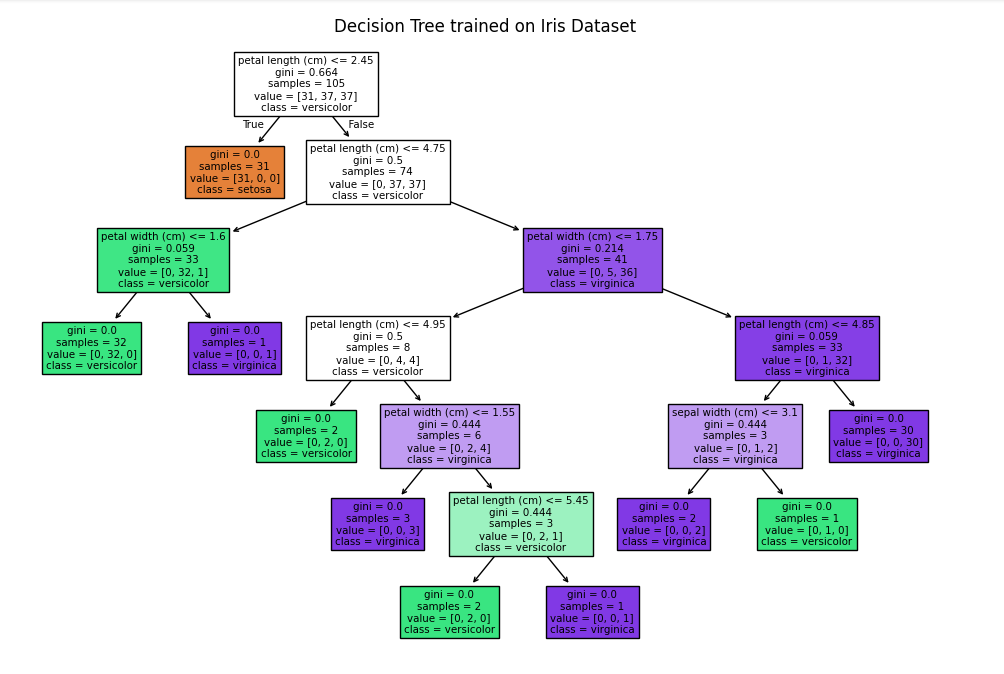 Decision Tree trained on Iris Dataset
petal length (cm) <= 2.45
gini = 0.664
samples = 105
value = [31, 37, 37]
class = versicolor
True
False
gini = 0.0
samples = 31
value = [31, 0, 0]
class = setosa
petal length (cm) <= 4.75
gini = 0.5
samples = 74
value = [0, 37, 37]
class = versicolor
petal width (cm) <= 1.6
gini = 0.059
samples = 33
value = [0, 32, 1]
class = versicolor
petal width (cm) <= 1.75
gini = 0.214
samples = 41
value = [0, 5, 36]
class = virginica
gini = 0.0
samples = 32
value = [0, 32, 0]
class = versicolor
gini = 0.0
samples = 1
value = [0, 0, 1]
class = virginica
petal length (cm) <= 4.95
gini = 0.5
samples = 8
value = [0, 4, 4]
class = versicolor
petal length (cm) <= 4.85
gini = 0.059
samples = 33
value = [0, 1, 32]
class = virginica
gini = 0.0
samples = 2
value = [0, 2, 0]
class = versicolor
petal width (cm) <= 1.55
gini = 0.444
samples = 6
value = [0, 2, 4]
class = virginica
sepal width (cm) <= 3.1
gini = 0.444
samples = 3
value = [0, 1, 2]
class = virginica
gini = 0.0
samples = 30
value = [0, 0, 30]
class = virginica
gini = 0.0
samples = 3
value = [0, 0, 3]
class = virginica
petal length (cm) <= 5.45
gini = 0.444
samples = 3
value = [0, 2, 1]
class = versicolor
gini = 0.0
samples = 2
value = [0, 0, 2]
class = virginica
gini = 0.0
samples = 1
value = [0, 1, 0]
class = versicolor
gini = 0.0
samples = 2
value = [0, 2, 0]
class = versicolor
gini = 0.0
samples = 1
value = [0, 0, 1]
class = virginica